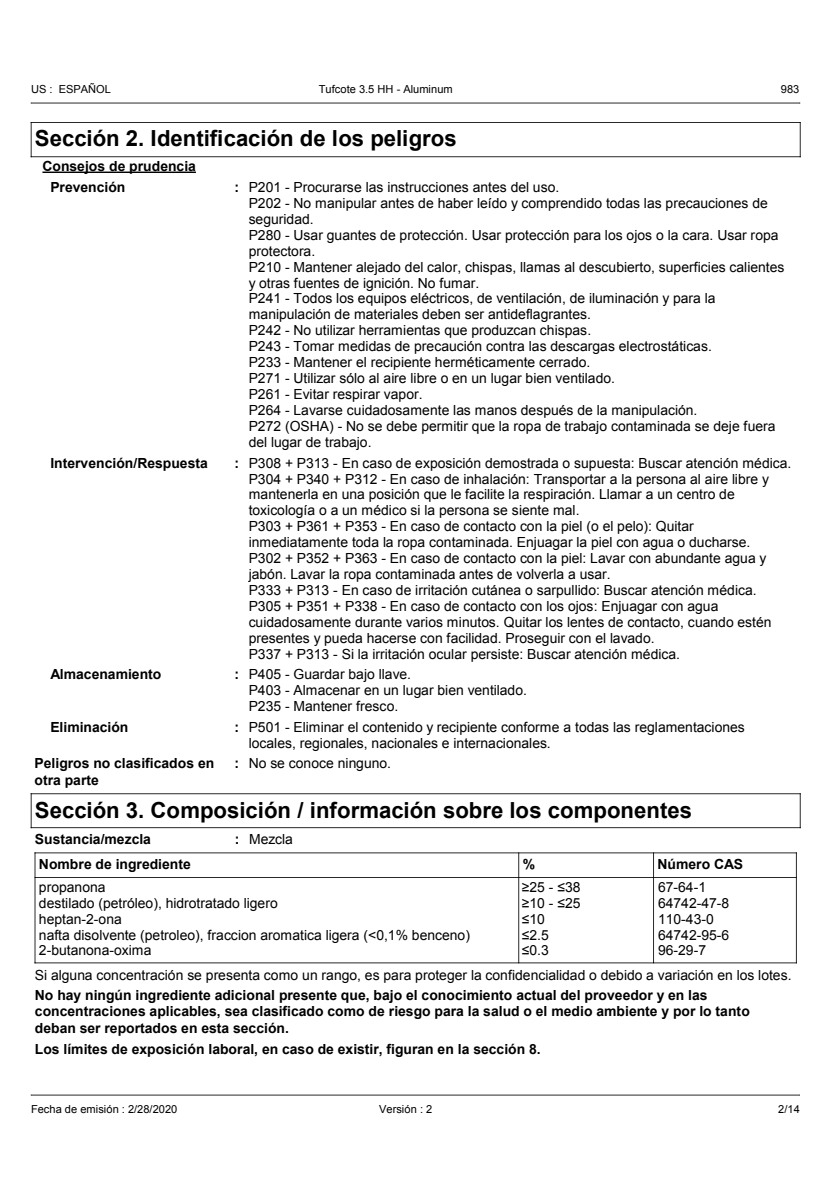 US : ESPAÑOL Tufcote 3.5 HH - Aluminum 983
Sección 2. Identificación de los peligros
Consejos de prudencia
Prevención : P201 - Procurarse las instrucciones antes del uso.
P202 - No manipular antes de haber leído y comprendido todas las precauciones de
seguridad.
P280 - Usar guantes de protección. Usar protección para los ojos o la cara. Usar ropa
protectora.
P210 - Mantener alejado del calor, chispas, llamas al descubierto, superficies calientes
y otras fuentes de ignición. No fumar.
P241 - Todos los equipos eléctricos, de ventilación, de iluminación y para la
manipulación de materiales deben ser antideflagrantes.
P242 - No utilizar herramientas que produzcan chispas.
P243 - Tomar medidas de precaución contra las descargas electrostáticas.
P233 - Mantener el recipiente herméticamente cerrado.
P271 - Utilizar sólo al aire libre o en un lugar bien ventilado.
P261 - Evitar respirar vapor.
P264 - Lavarse cuidadosamente las manos después de la manipulación.
P272 (OSHA) - No se debe permitir que la ropa de trabajo contaminada se deje fuera
del lugar de trabajo.
Intervención/Respuesta : P308 + P313 - En caso de exposición demostrada o supuesta: Buscar atención médica.
P304 + P340 + P312 - En caso de inhalación: Transportar a la persona al aire libre y
mantenerla en una posición que le facilite la respiración. Llamar a un centro de
toxicología o a un médico si la persona se siente mal.
P303 + P361 + P353 - En caso de contacto con la piel (o el pelo): Quitar
inmediatamente toda la ropa contaminada. Enjuagar la piel con agua o ducharse.
P302 + P352 + P363 - En caso de contacto con la piel: Lavar con abundante agua y
jabón. Lavar la ropa contaminada antes de volverla a usar.
P333 + P313 - En caso de irritación cutánea o sarpullido: Buscar atención médica.
P305 + P351 + P338 - En caso de contacto con los ojos: Enjuagar con agua
cuidadosamente durante varios minutos. Quitar los lentes de contacto, cuando estén
presentes y pueda hacerse con facilidad. Proseguir con el lavado.
P337 + P313 - Si la irritación ocular persiste: Buscar atención médica.
Almacenamiento : P405 - Guardar bajo llave.
P403 - Almacenar en un lugar bien ventilado.
P235 - Mantener fresco.
Eliminación : P501 - Eliminar el contenido y recipiente conforme a todas las reglamentaciones
locales, regionales, nacionales e internacionales.
Peligros no clasificados en : No se conoce ninguno.
otra parte
Sección 3. Composición / información sobre los componentes
Sustancia/mezcla : Mezcla
Nombre de ingrediente % Número CAS
propanona ≥25 - ≤38 67-64-1
destilado (petróleo), hidrotratado ligero ≥10 - ≤25 64742-47-8
heptan-2-ona ≤10 110-43-0
nafta disolvente (petroleo), fraccion aromatica ligera (<0,1% benceno) ≤2.5 64742-95-6
2-butanona-oxima ≤0.3 96-29-7
Si alguna concentración se presenta como un rango, es para proteger la confidencialidad o debido a variación en los lotes.
No hay ningún ingrediente adicional presente que, bajo el conocimiento actual del proveedor y en las
concentraciones aplicables, sea clasificado como de riesgo para la salud o el medio ambiente y por lo tanto
deban ser reportados en esta sección.
Los límites de exposición laboral, en caso de existir, figuran en la sección 8.
Fecha de emisión : 2/28/2020 Versión : 2 2/14